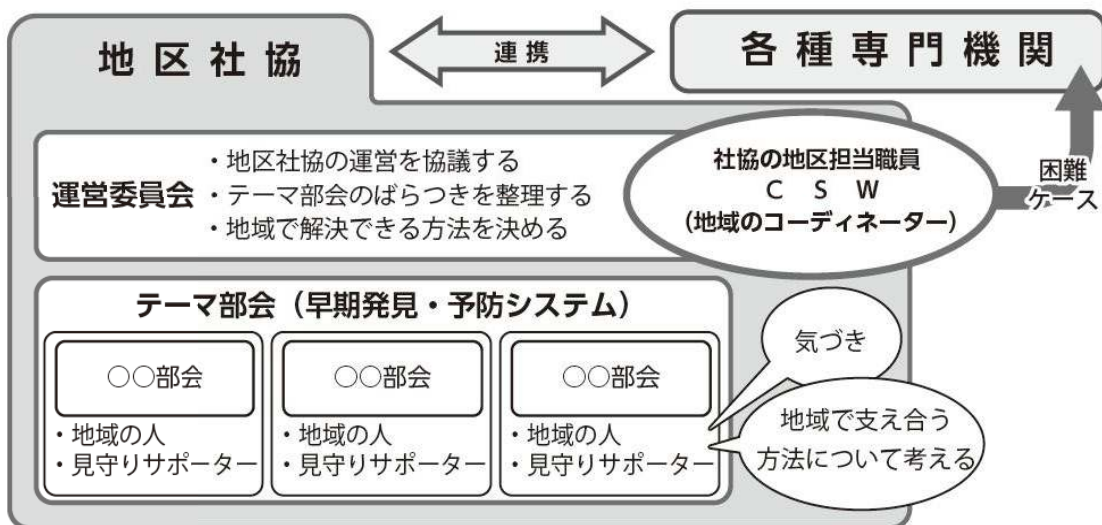 地区社協
連携
各種専門機関
運営委員会
・地区社協の運営を協議する
・テーマ部会のばらつきを整理する
・地域で解決できる方法を決める
社協の地区担当職員
CSW
(地域のコーディネーター)
困難
ケース
テーマ部会（早期発見・予防システム）
○○部会
・地域の人
・見守りサポーター
○○部会
・地域の人
・見守りサポーター
○○部会
・地域の人
・見守りサポーター
気づき
地域で支え合う
方法について考える